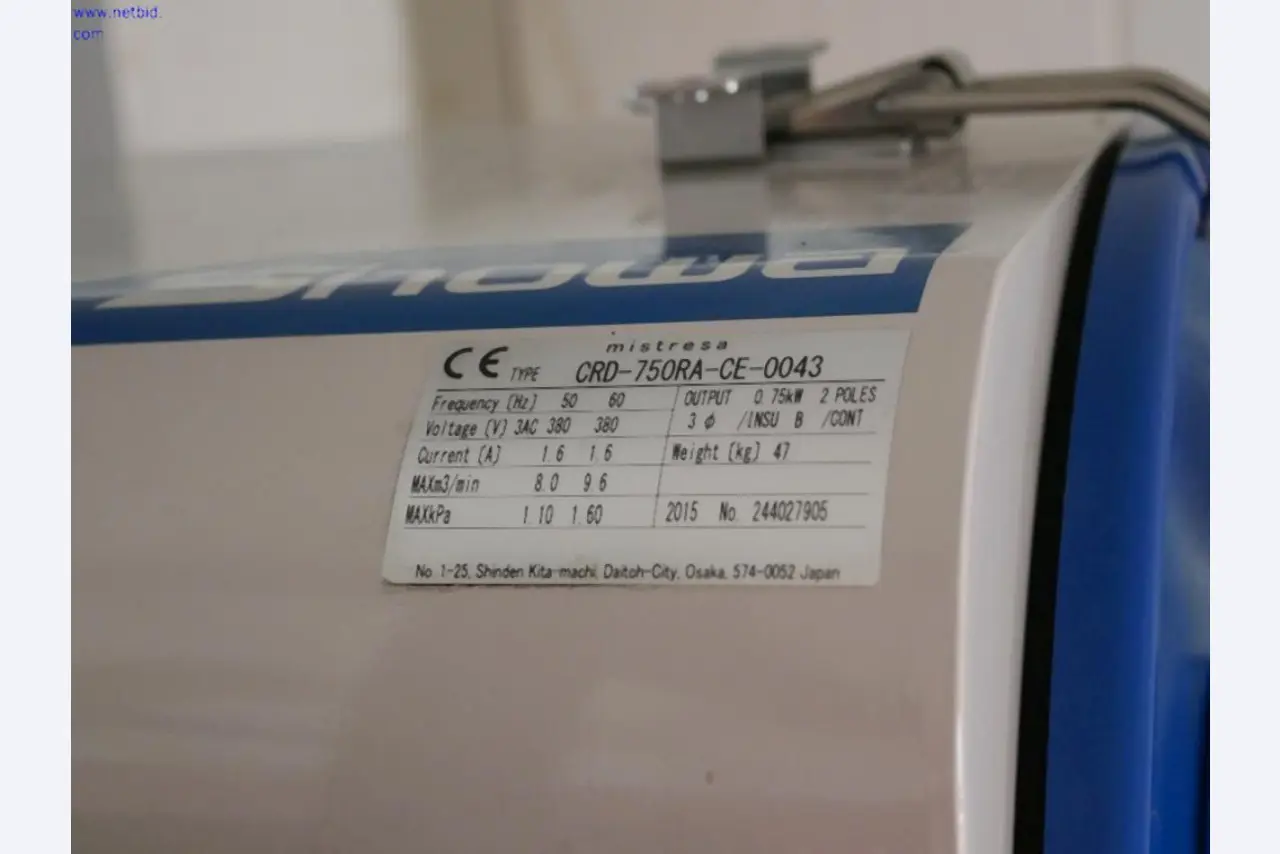 www.netbid.
com
Showa
mistresa
CE TYPE CRD-750RA-CE-0043
Frequency (Hz) 50 60 OUTPUT 0.75kW 2 POLES
Voltage (V) 3AC 380 380 3 φ /INSU B /CONT
Current (A) 1.6 1.6 Weight (kg) 47
MAXm3/min 8.0 9.6
MAXkPa 1.10 1.60 2015 No. 244027905
No. 1-25, Shinden Kita-machi, Daitoh-City, Osaka, 574-0052 Japan